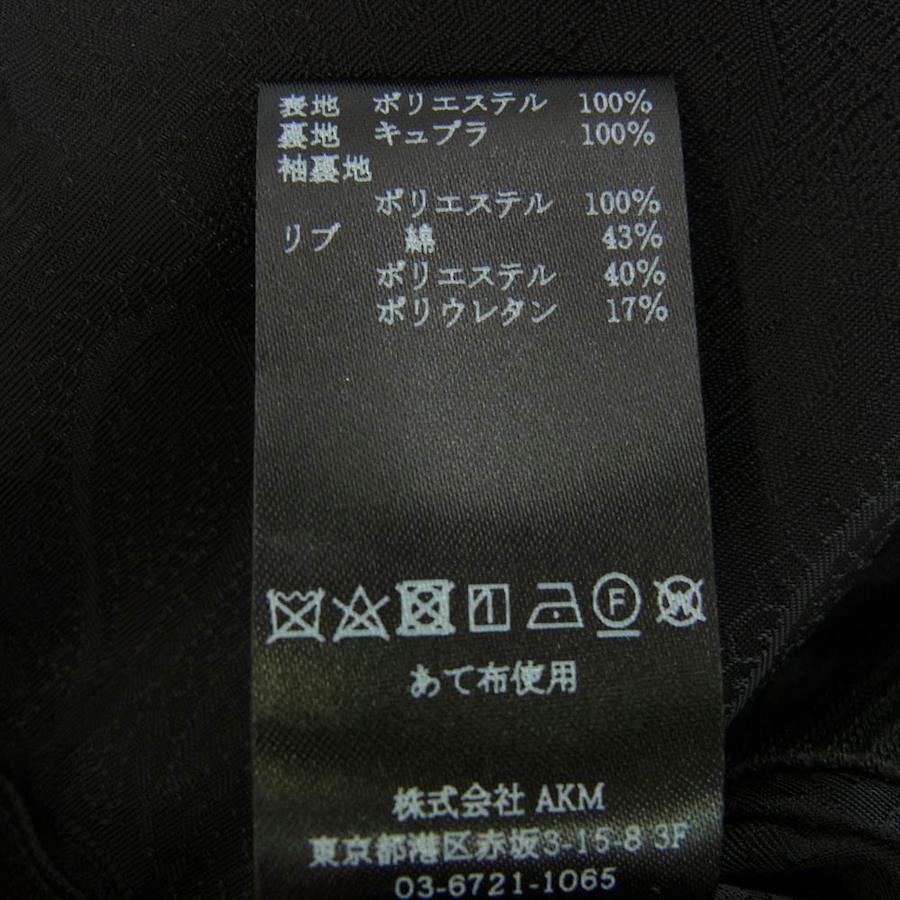 表地 ポリエステル 100%
裏地 キュプラ 100%
袖裏地
ポリエステル 100%
リブ 綿 43%
ポリエステル 40%
ポリウレタン 17%
F W
あて布使用
株式会社 AKM
東京都港区赤坂3-15-8 3F
03-6721-1065